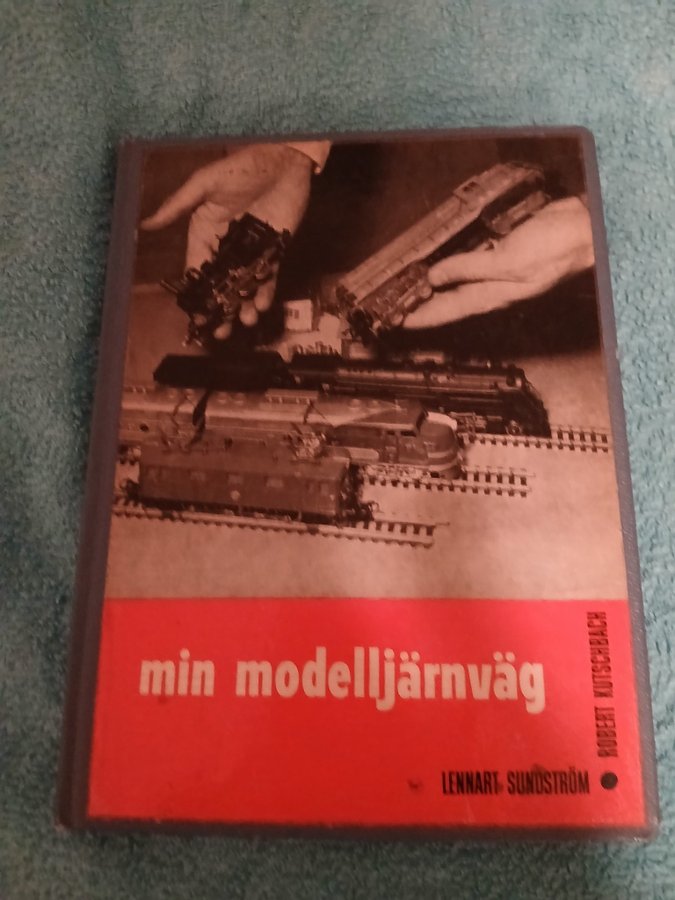 min modelljärnväg
LENNART SUNDSTRÖM
ROBERT KUTSCHBACH